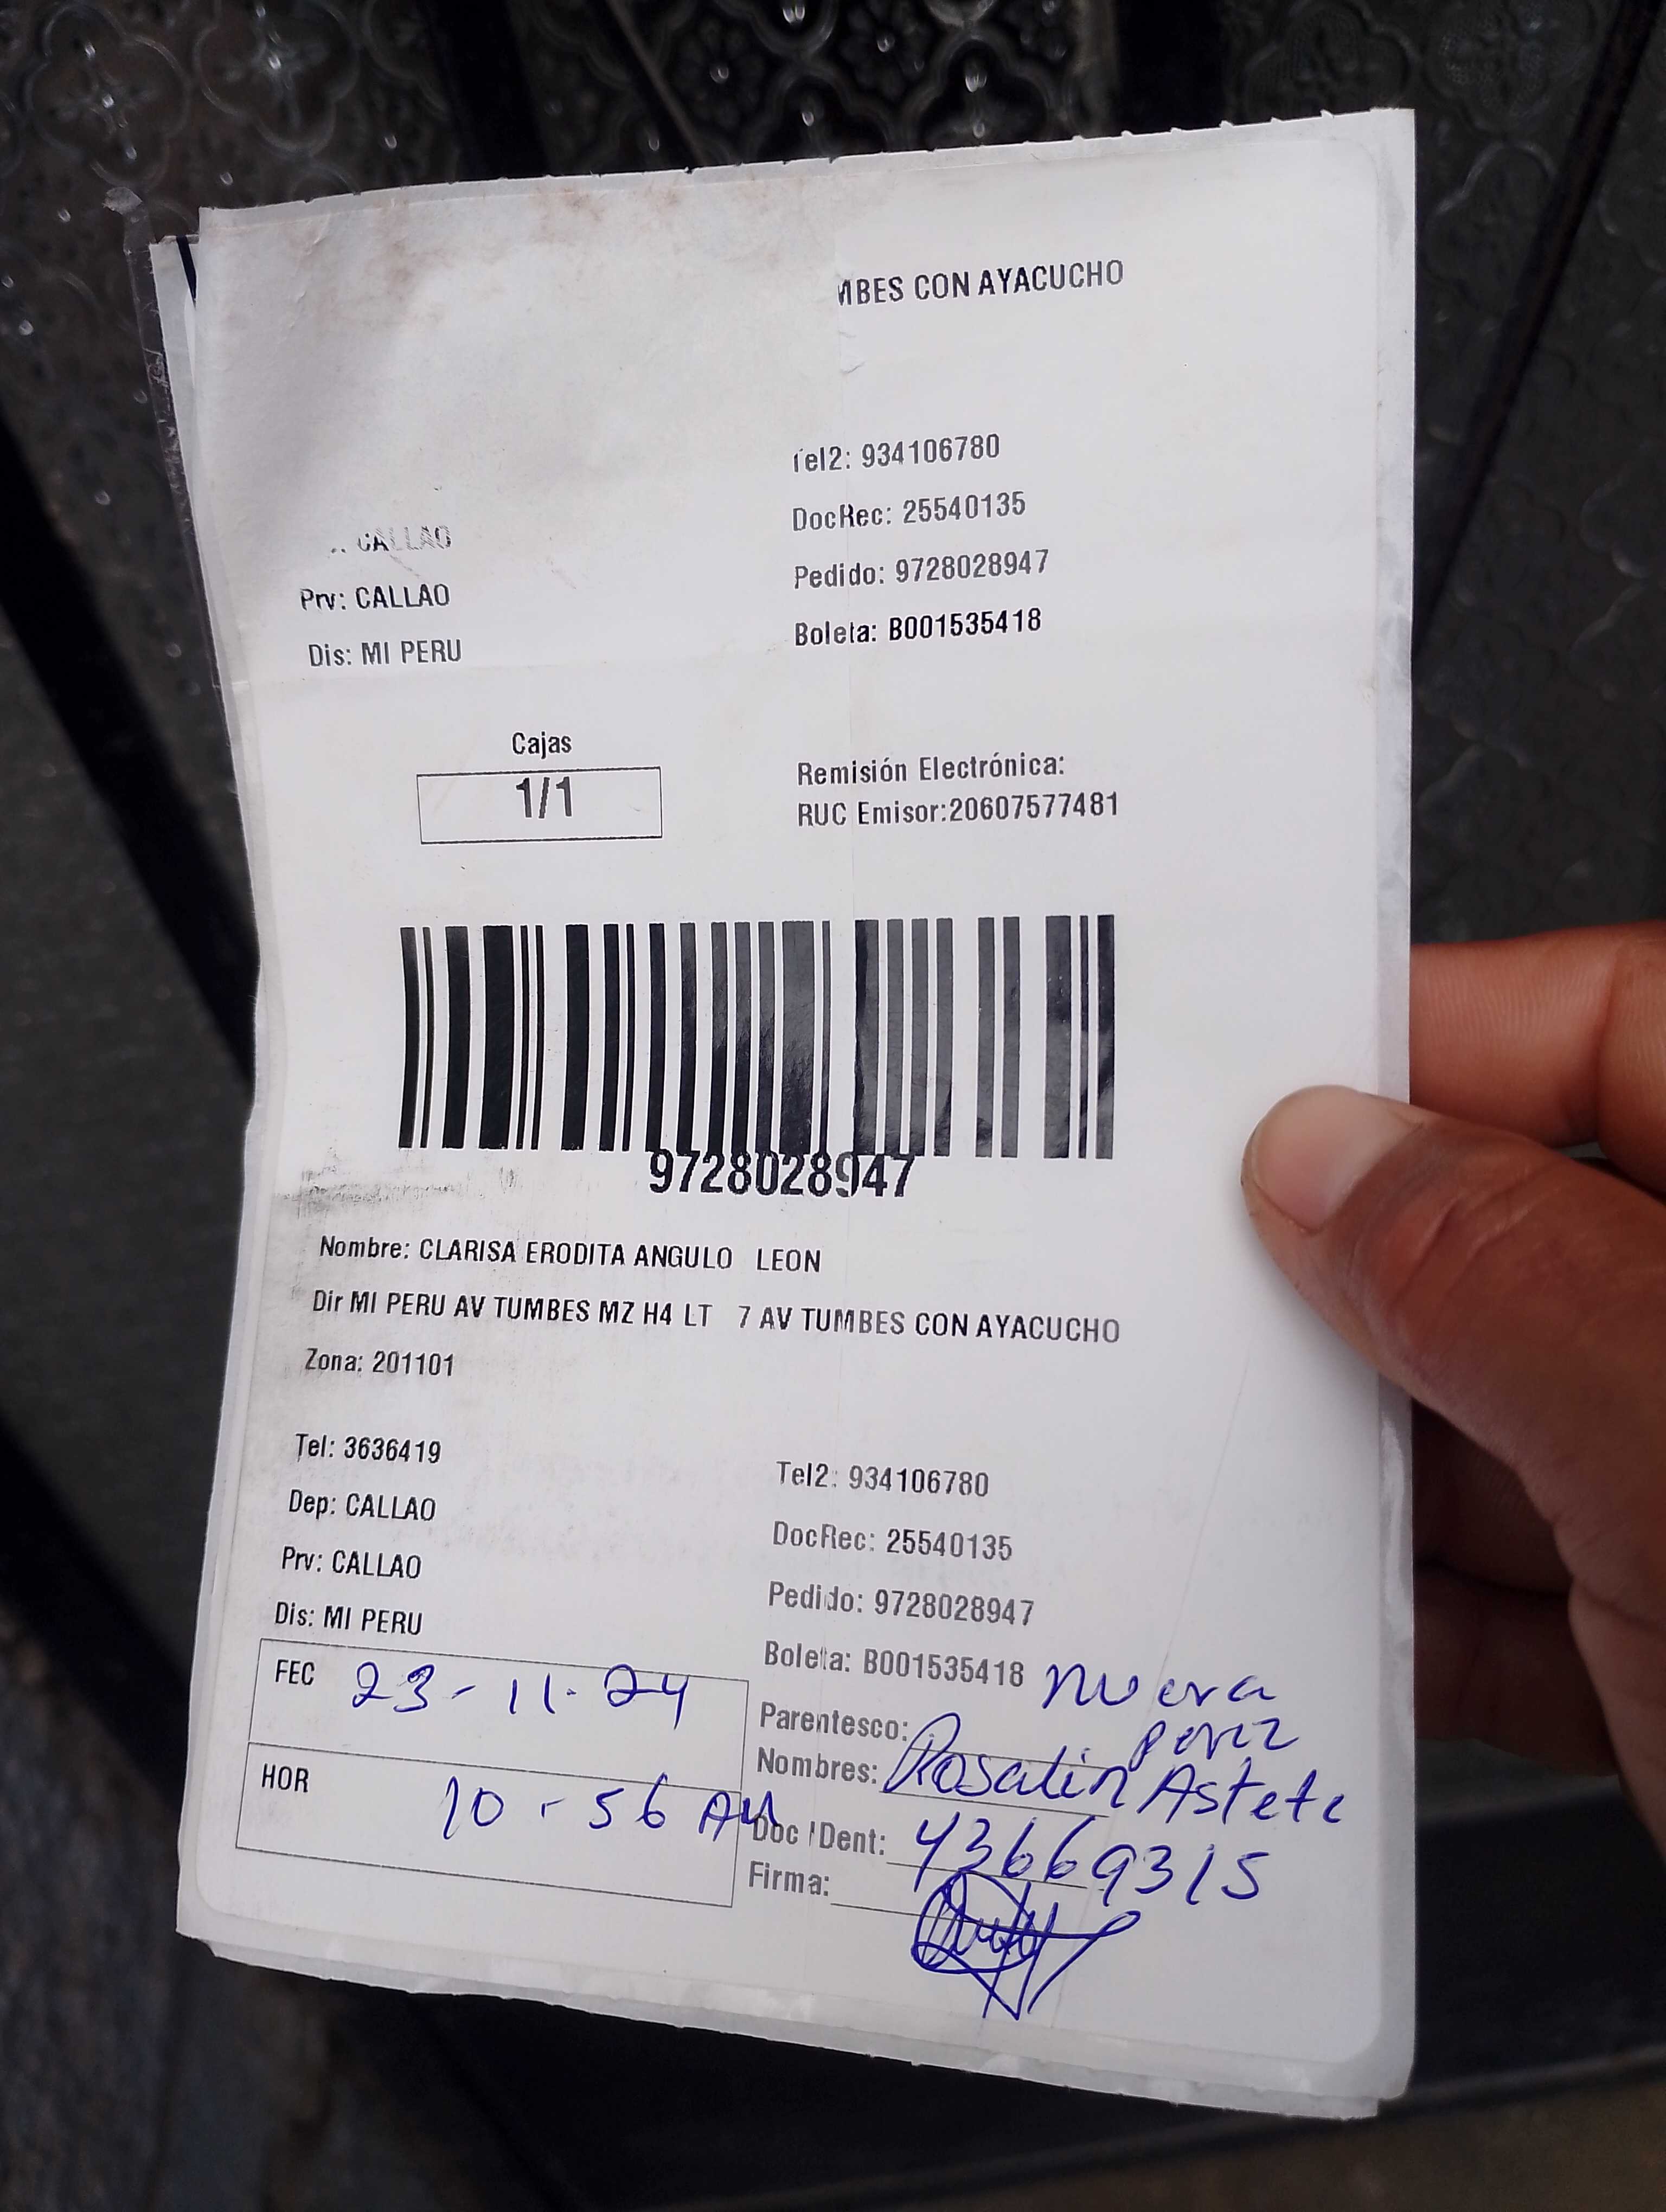 MBES CON AYACUCHO
Tel2: 934106780
DocRec: 25540135
CALLAO
Pedido: 9728028947
Prv: CALLAO
Boleta: B001535418
Dis: MI PERU
Cajas
1/1
Remisión Electrónica:
RUC Emisor:20607577481
9728028947
Nombre: CLARISA ERODITA ANGULO LEON
Dir MI PERU AV TUMBES MZ H4 LT 7 AV TUMBES CON AYACUCHO
Zona: 201101
Tel: 3636419
Tel2: 934106780
Dep: CALLAO
DocRec: 25540135
Prv: CALLAO
Pedido: 9728028947
Dis: MI PERU
Boleta: B001535418
FEC 23-11-24
Parentesco: nuera
Nombres: Rosalin Astete
HOR 10-56 AM
Doc IDent: 43669315
Firma: